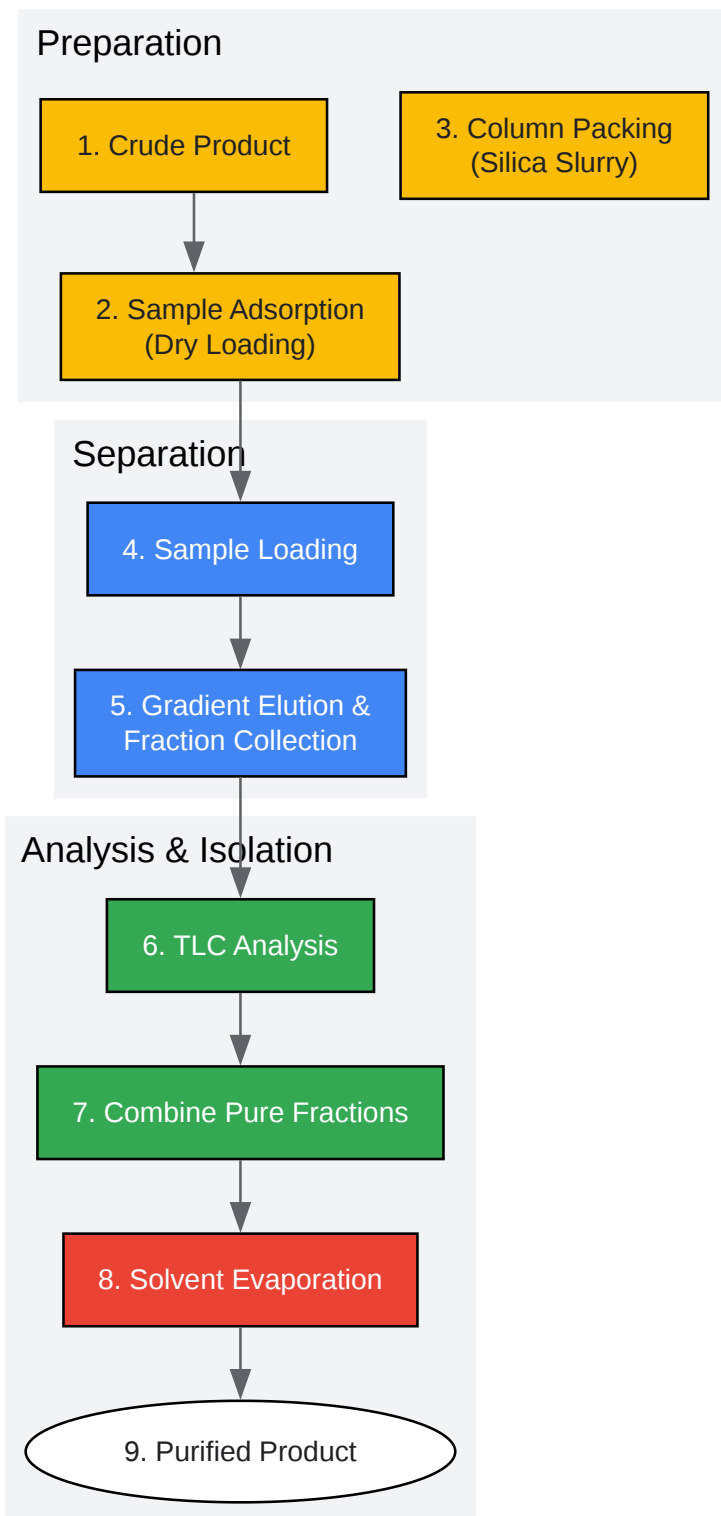 Preparation
1. Crude Product
3. Column Packing
(Silica Slurry)
2. Sample Adsorption
(Dry Loading)
Separation
4. Sample Loading
5. Gradient Elution &
Fraction Collection
Analysis & Isolation
6. TLC Analysis
7. Combine Pure Fractions
8. Solvent Evaporation
9. Purified Product